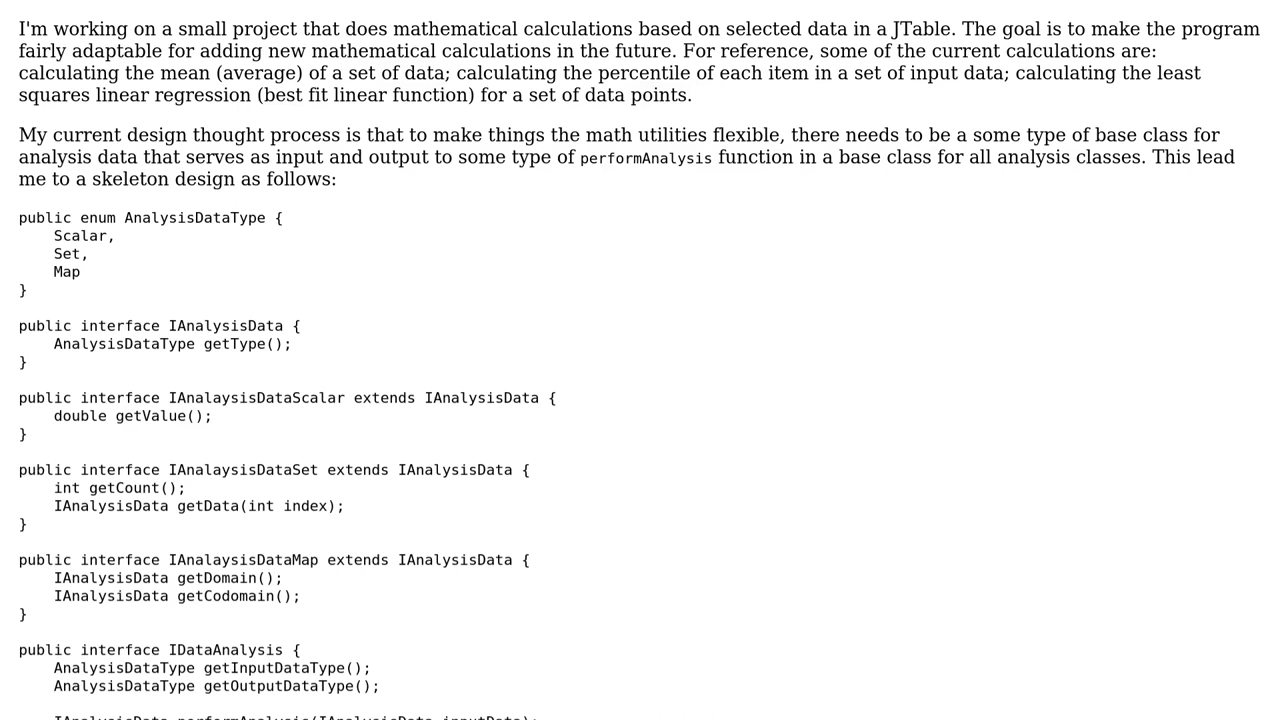 I'm working on a small project that does mathematical calculations based on selected data in a JTable. The goal is to make the program
fairly adaptable for adding new mathematical calculations in the future. For reference, some of the current calculations are:
calculating the mean (average) of a set of data; calculating the percentile of each item in a set of input data; calculating the least
squares linear regression (best fit linear function) for a set of data points.
My current design thought process is that to make things the math utilities flexible, there needs to be a some type of base class for
analysis data that serves as input and output to some type of performAnalysis function in a base class for all analysis classes. This lead
me to a skeleton design as follows:
public enum AnalysisDataType {
    Scalar,
    Set,
    Map
}
public interface IAnalysisData {
    AnalysisDataType getType();
}
public interface IAnalaysisDataScalar extends IAnalysisData {
    double getValue();
}
public interface IAnalaysisDataSet extends IAnalysisData {
    int getCount();
    IAnalysisData getData(int index);
}
public interface IAnalaysisDataMap extends IAnalysisData {
    IAnalysisData getDomain();
    IAnalysisData getCodomain();
}
public interface IDataAnalysis {
    AnalysisDataType getInputDataType();
    AnalysisDataType getOutputDataType();
    IAnalysisData performAnalysis(IAnalysisData inputData);